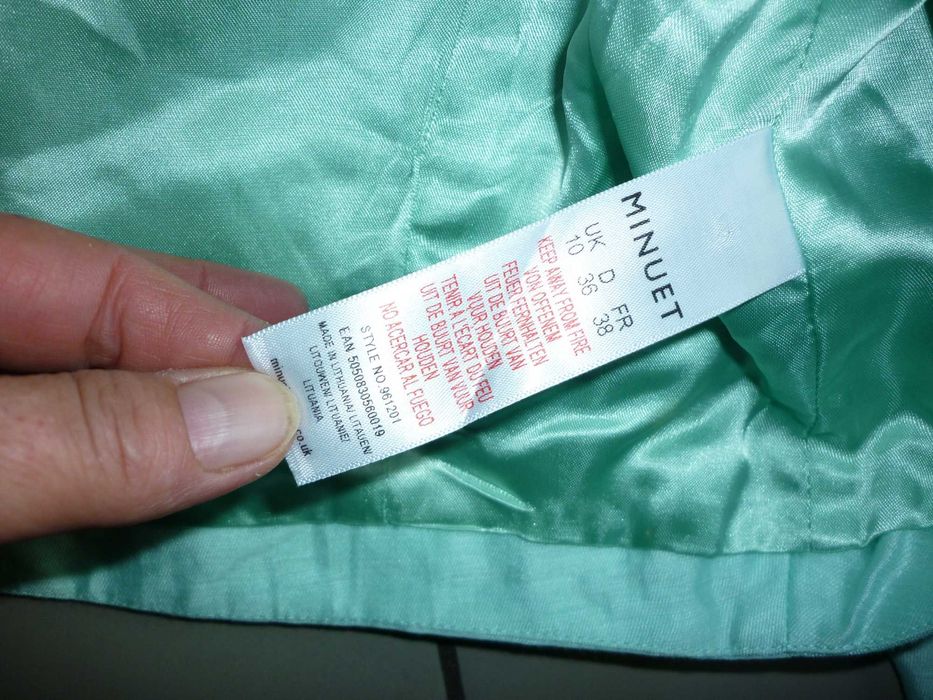 MINUET
UK D FR
10 36 38
KEEP AWAY FROM FIRE
VON OFFENEM
FEUER FERNHALTEN
UIT DE BUURT VAN
VUUR HOUDEN
TENIR A L'ECART DU FEU
UIT DE BUURT VAN VUUR
HOUDEN
NO ACERCAR AL FUEGO
STYLE NO. 961201
EAN 5050830560019
MADE IN LITHUANIA/ LITAUEN/
LITOUWEN/ LITUANIE/
LITUANIA